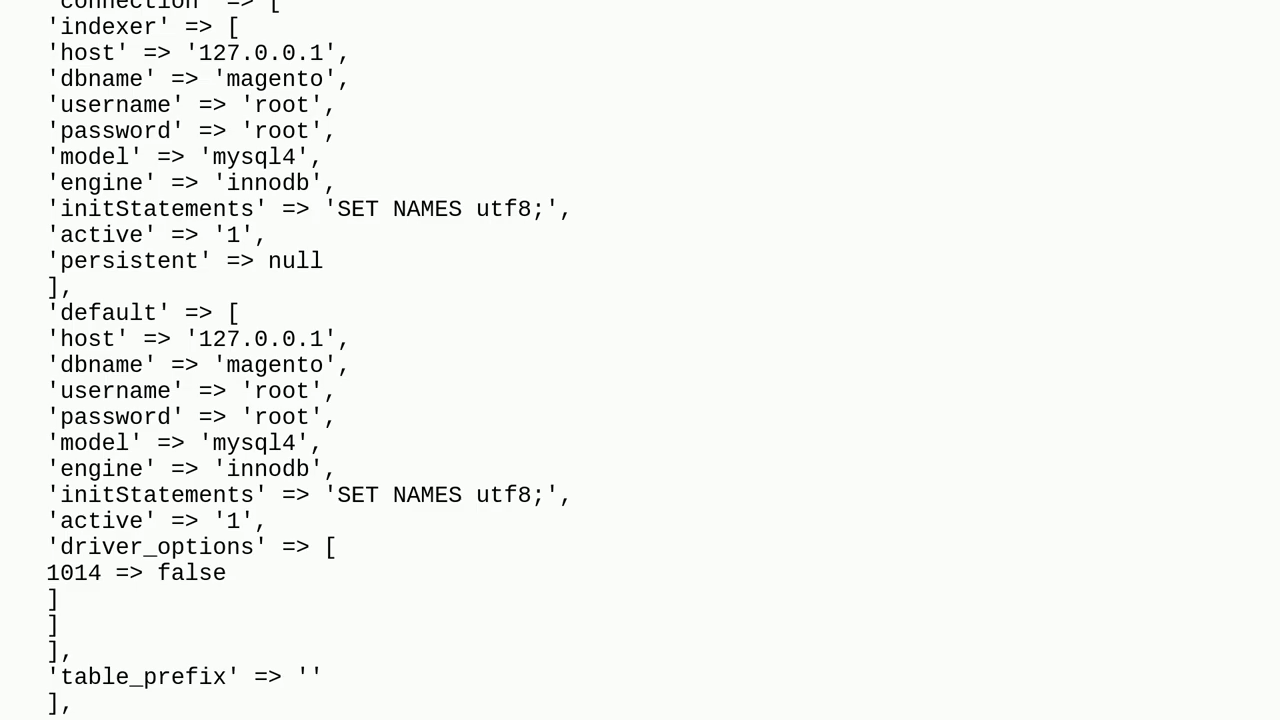 'connection' => [
'indexer' => [
'host' => '127.0.0.1',
'dbname' => 'magento',
'username' => 'root',
'password' => 'root',
'model' => 'mysql4',
'engine' => 'innodb',
'initStatements' => 'SET NAMES utf8;',
'active' => '1',
'persistent' => null
],
'default' => [
'host' => '127.0.0.1',
'dbname' => 'magento',
'username' => 'root',
'password' => 'root',
'model' => 'mysql4',
'engine' => 'innodb',
'initStatements' => 'SET NAMES utf8;',
'active' => '1',
'driver_options' => [
1014 => false
]
]
],
'table_prefix' => ''
],